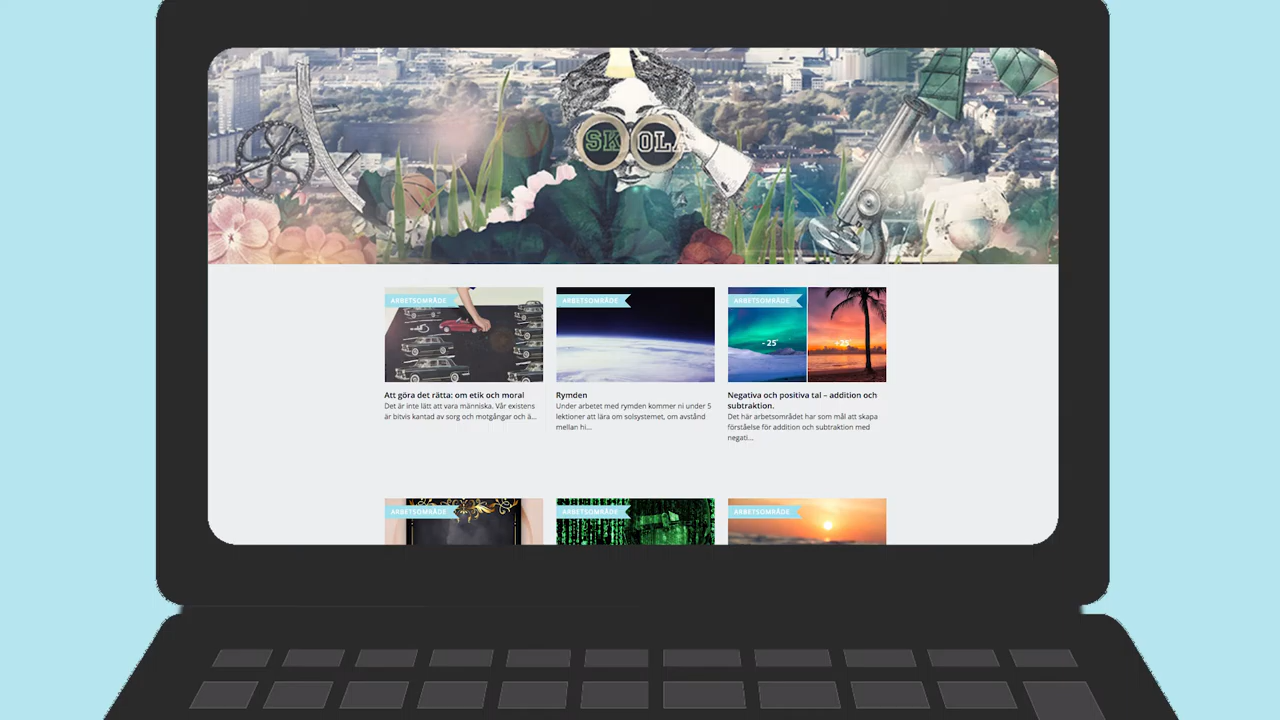 SKOLA
ARBETSOMRÅDE
ARBETSOMRÅDE
ARBETSOMRÅDE
- 25°
+25°
Att göra det rätta: om etik och moral
Det är inte lätt att vara människa. Vår existens
är bitvis kantad av sorg och motgångar och ä...
Rymden
Under arbetet med rymden kommer ni under 5
lektioner att lära om solsystemet, om avstånd
mellan hi...
Negativa och positiva tal – addition och
subtraktion.
Det här arbetsområdet har som mål att skapa
förståelse för addition och subtraktion med
negati...
ARBETSOMRÅDE
ARBETSOMRÅDE
ARBETSOMRÅDE